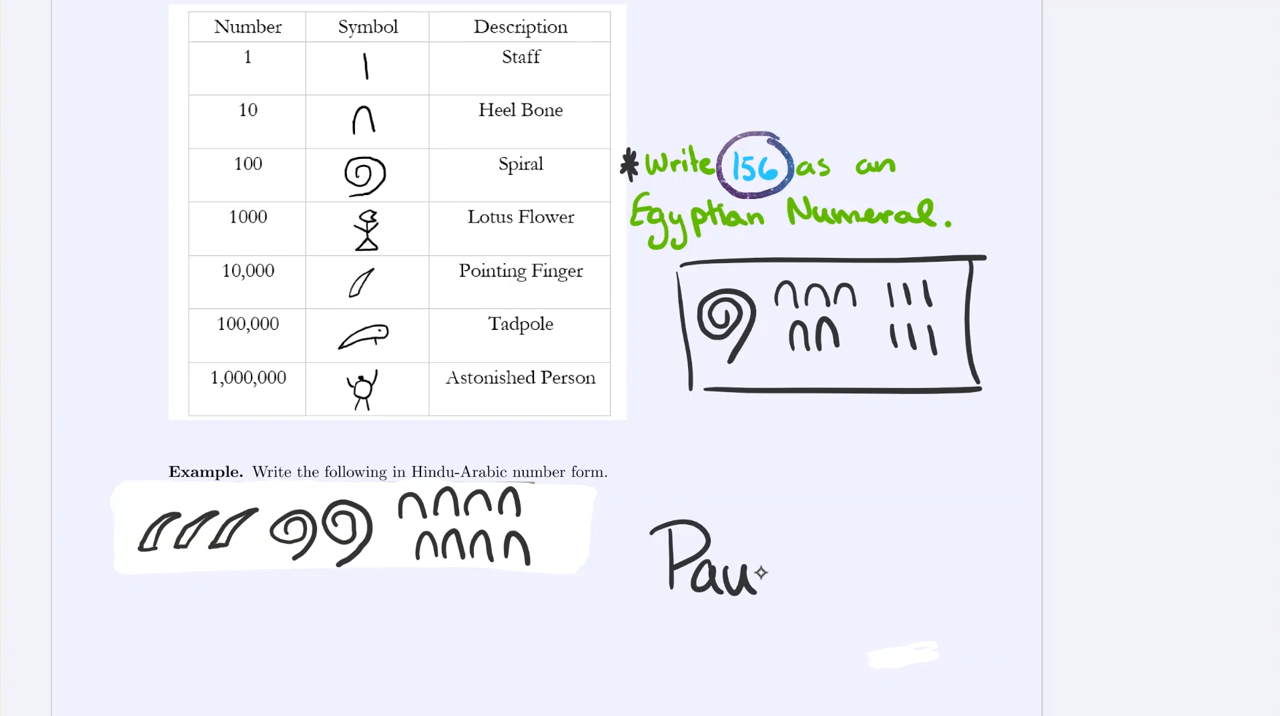 Number Symbol Description
1 Staff
10 Heel Bone
100 Spiral
1000 Lotus Flower
10,000 Pointing Finger
100,000 Tadpole
1,000,000 Astonished Person
*Write 156 as an
Egyptian Numeral.
Example. Write the following in Hindu-Arabic number form.
Pau